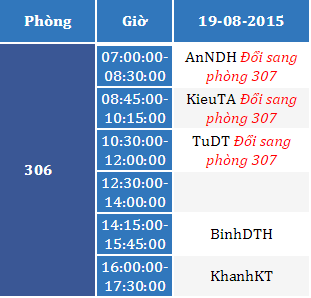 Phòng Giờ 19-08-2015
306
07:00:00-
08:30:00
AnNDH Đổi sang
phòng 307
08:45:00-
10:15:00
KieuTA Đổi sang
phòng 307
10:30:00-
12:00:00
TuDT Đổi sang
phòng 307
12:30:00-
14:00:00
14:15:00-
15:45:00
BinhDTH
16:00:00-
17:30:00
KhanhKT